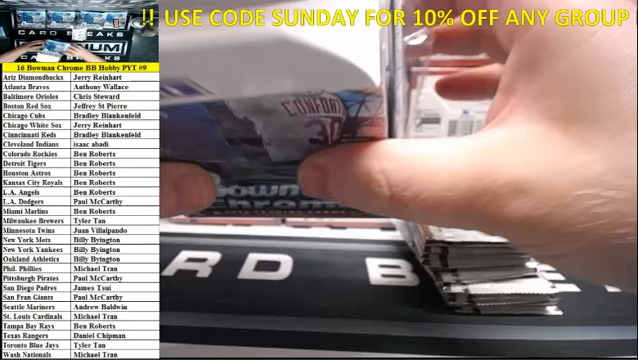 !! USE CODE SUNDAY FOR 10% OFF ANY GROUP
CARD BREAKS
16 Bowman Chrome BB Hobby PYT #9
Ariz Diamondbacks Jerry Reinhart
Atlanta Braves Anthony Wallace
Baltimore Orioles Chris Steward
Boston Red Sox Jeffrey St Pierre
Chicago Cubs Bradley Blankenfeld
Chicago White Sox Jerry Reinhart
Cinncinnati Reds Bradley Blankenfeld
Cleveland Indians isaac abadi
Colorado Rockies Ben Roberts
Detroit Tigers Ben Roberts
Houston Astros Ben Roberts
Kansas City Royals Ben Roberts
L.A. Angels Ben Roberts
L.A. Dodgers Paul McCarthy
Miami Marlins Ben Roberts
Milwaukee Brewers Tyler Tan
Minnesota Twins Juan Villalpando
New York Mets Billy Byington
New York Yankees Billy Byington
Oakland Athletics Billy Byington
Phil. Phillies Michael Tran
Pittsburgh Pirates Paul McCarthy
San Diego Padres James Tsui
San Fran Giants Paul McCarthy
Seattle Mariners Andrew Baldwin
St. Louis Cardinals Michael Tran
Tampa Bay Rays Ben Roberts
Texas Rangers Daniel Chipman
Toronto Blue Jays Tyler Tan
Wash Nationals Michael Tran
CONFORTO
30
Bowman
Chrome
ARD B